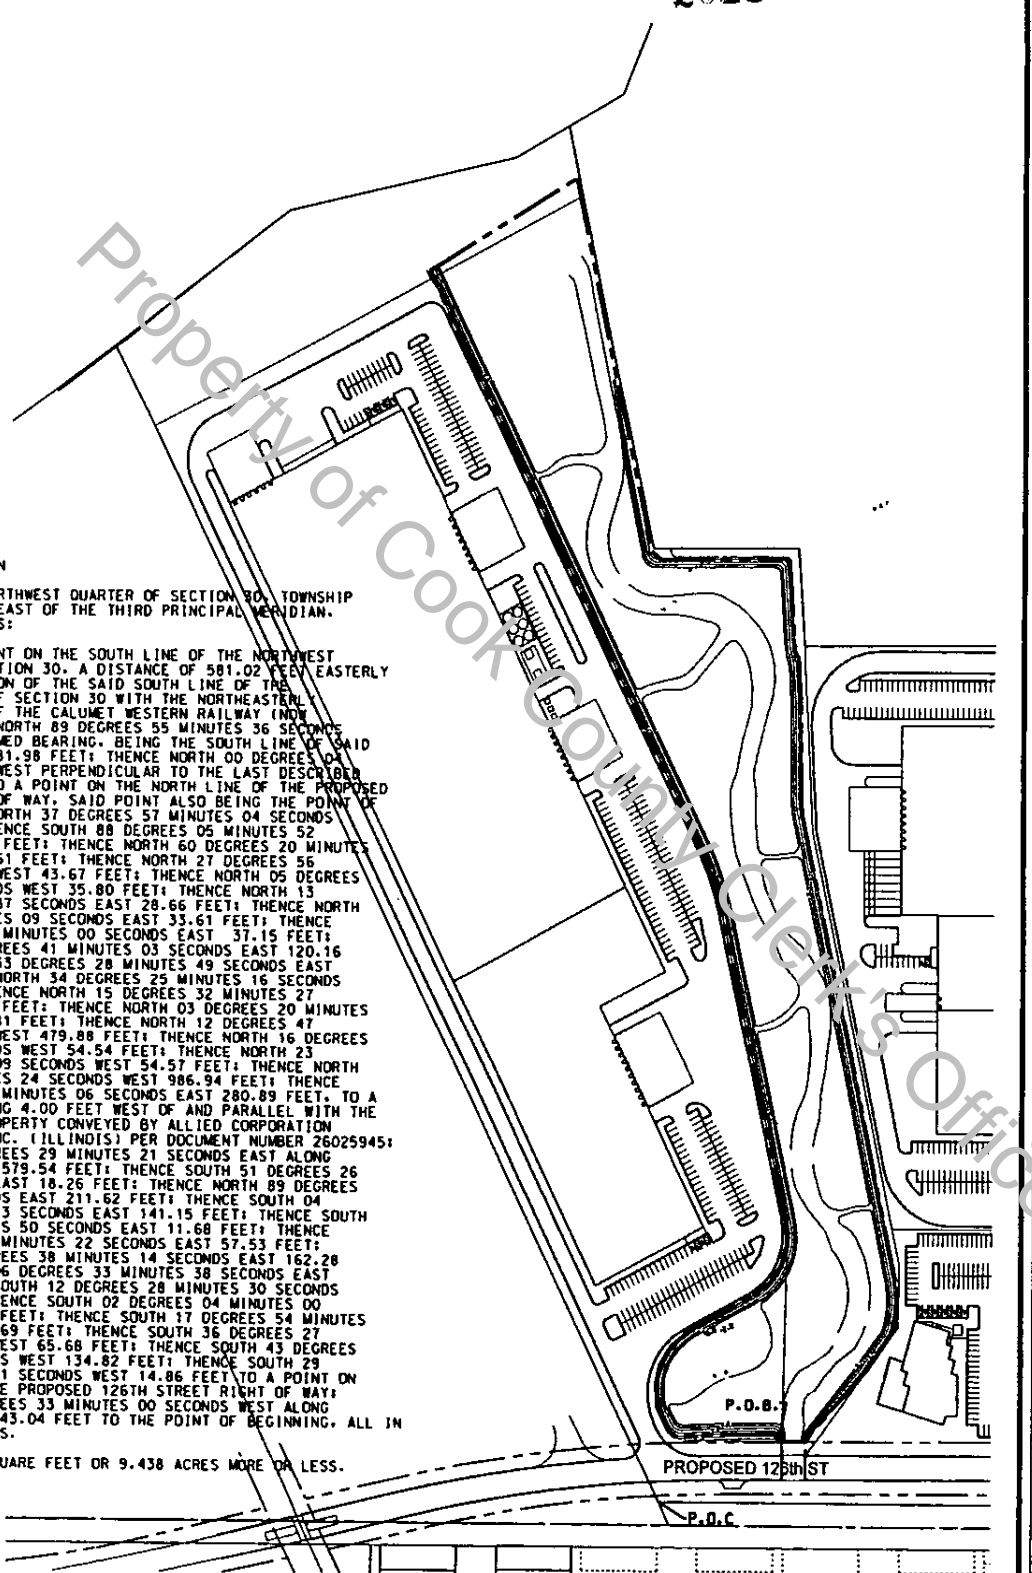 N
RTHWEST QUARTER OF SECTION 30, TOWNSHIP
EAST OF THE THIRD PRINCIPAL MERIDIAN.
S:
NT ON THE SOUTH LINE OF THE NORTHWEST
TION 30. A DISTANCE OF 581.02 FEET EASTERLY
ON OF THE SAID SOUTH LINE OF THE
F SECTION 30 WITH THE NORTHEASTERLY
F THE CALUMET WESTERN RAILWAY (NOW
NORTH 89 DEGREES 55 MINUTES 36 SECONDS
MED BEARING. BEING THE SOUTH LINE OF SAID
31.98 FEET; THENCE NORTH 00 DEGREES 04
WEST PERPENDICULAR TO THE LAST DESCRIBED
O A POINT ON THE NORTH LINE OF THE PROPOSED
OF WAY. SAID POINT ALSO BEING THE POINT OF
ORTH 37 DEGREES 57 MINUTES 04 SECONDS
ENCE SOUTH 88 DEGREES 05 MINUTES 52
FEET; THENCE NORTH 60 DEGREES 20 MINUTES
51 FEET; THENCE NORTH 27 DEGREES 56
WEST 43.67 FEET; THENCE NORTH 05 DEGREES
DS WEST 35.80 FEET; THENCE NORTH 13
37 SECONDS EAST 28.66 FEET; THENCE NORTH
ES 09 SECONDS EAST 33.61 FEET; THENCE
MINUTES 00 SECONDS EAST 37.15 FEET;
REES 41 MINUTES 03 SECONDS EAST 120.16
53 DEGREES 28 MINUTES 49 SECONDS EAST
NORTH 34 DEGREES 25 MINUTES 16 SECONDS
ENCE NORTH 15 DEGREES 32 MINUTES 27
FEET; THENCE NORTH 03 DEGREES 20 MINUTES
31 FEET; THENCE NORTH 12 DEGREES 47
WEST 479.88 FEET; THENCE NORTH 16 DEGREES
DS WEST 54.54 FEET; THENCE NORTH 23
09 SECONDS WEST 54.57 FEET; THENCE NORTH
ES 24 SECONDS WEST 986.94 FEET; THENCE
MINUTES 06 SECONDS EAST 280.89 FEET. TO A
NG 4.00 FEET WEST OF AND PARALLEL WITH THE
OPERTY CONVEYED BY ALLIED CORPORATION
NC. (ILLINOIS) PER DOCUMENT NUMBER 26025945;
REES 29 MINUTES 21 SECONDS EAST ALONG
579.54 FEET; THENCE SOUTH 51 DEGREES 26
EAST 18.26 FEET; THENCE NORTH 89 DEGREES
DS EAST 211.62 FEET; THENCE SOUTH 04
3 SECONDS EAST 141.15 FEET; THENCE SOUTH
ES 50 SECONDS EAST 11.68 FEET; THENCE
MINUTES 22 SECONDS EAST 57.53 FEET;
REES 38 MINUTES 14 SECONDS EAST 162.28
6 DEGREES 33 MINUTES 38 SECONDS EAST
SOUTH 12 DEGREES 28 MINUTES 30 SECONDS
ENCE SOUTH 02 DEGREES 04 MINUTES 00
FEET; THENCE SOUTH 17 DEGREES 54 MINUTES
69 FEET; THENCE SOUTH 36 DEGREES 27
EST 65.68 FEET; THENCE SOUTH 43 DEGREES
S WEST 134.82 FEET; THENCE SOUTH 29
1 SECONDS WEST 14.86 FEET TO A POINT ON
E PROPOSED 126TH STREET RIGHT OF WAY;
EES 33 MINUTES 00 SECONDS WEST ALONG
43.04 FEET TO THE POINT OF BEGINNING. ALL IN
S.
UARE FEET OR 9.438 ACRES MORE OR LESS.
P.O.B.
PROPOSED 126th ST
P.O.C
Property of Cook County Clerk's Office